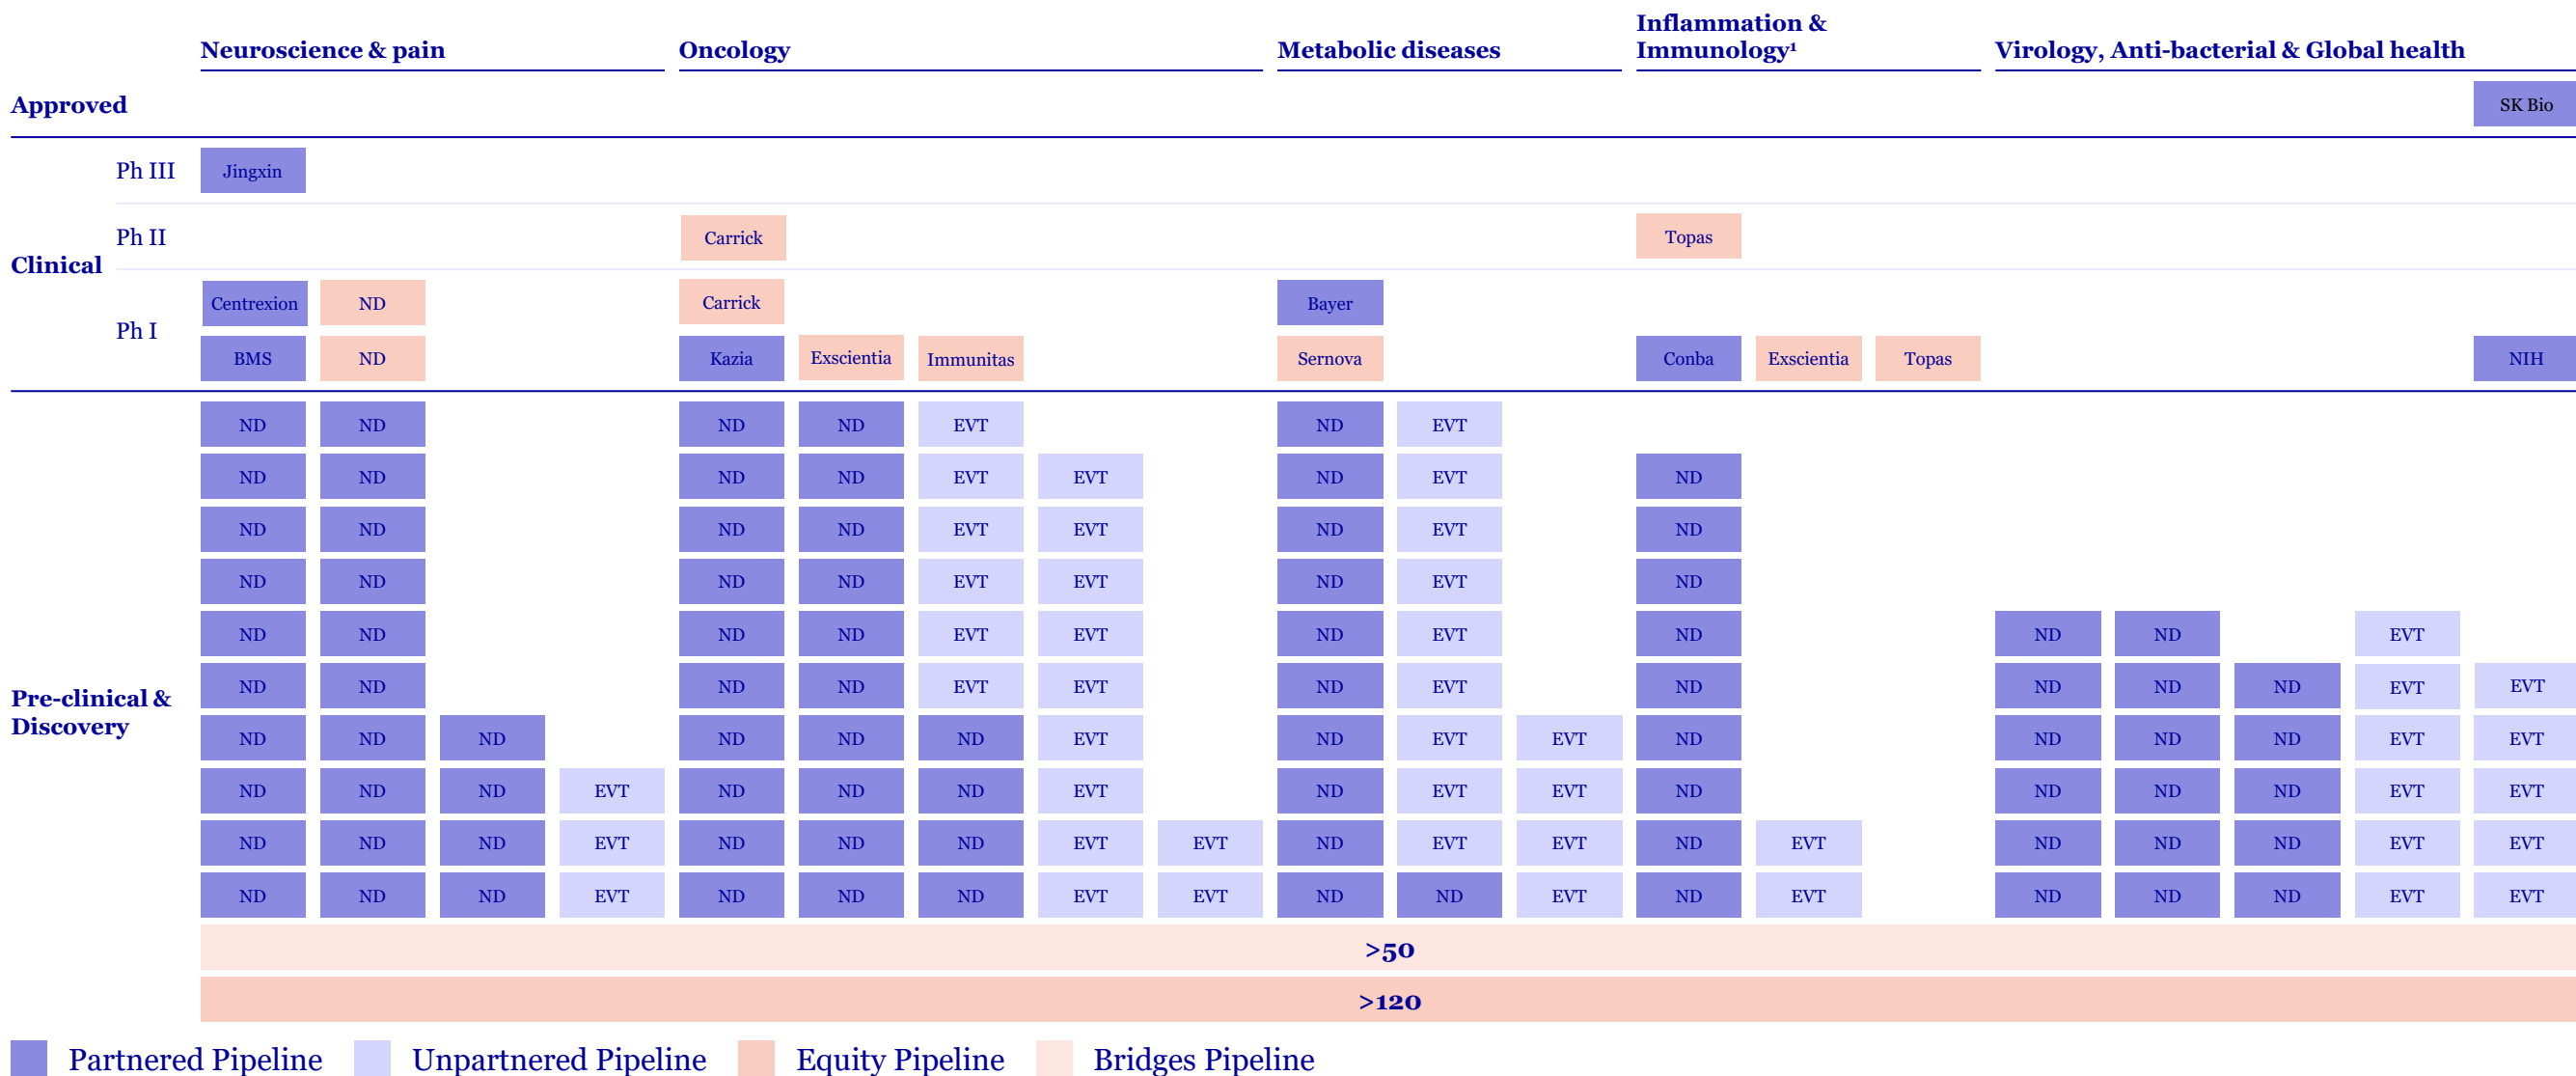 Neuroscience & pain Oncology Metabolic diseases Inflammation & Immunology¹ Virology, Anti-bacterial & Global health
Approved SK Bio
Clinical
Ph III Jingxin
Ph II Carrick Topas
Ph I
Centrexion ND Carrick Bayer
BMS ND Kazia Exscientia Immunitas Sernova Conba Exscientia Topas NIH
Pre-clinical & Discovery
ND ND ND ND EVT ND EVT
ND ND ND ND EVT EVT ND EVT ND
ND ND ND ND EVT EVT ND EVT ND
ND ND ND ND EVT EVT ND EVT ND
ND ND ND ND EVT EVT ND EVT ND ND ND EVT
ND ND ND ND EVT EVT ND EVT ND ND ND ND EVT EVT
ND ND ND ND ND ND EVT ND EVT EVT ND ND ND ND EVT EVT
ND ND ND EVT ND ND ND EVT ND EVT EVT ND ND ND ND EVT EVT
ND ND ND EVT ND ND ND EVT EVT ND EVT EVT ND EVT ND ND ND EVT EVT
ND ND ND EVT ND ND ND EVT EVT ND ND EVT ND EVT ND ND ND EVT EVT
>50
>120
Partnered Pipeline Unpartnered Pipeline Equity Pipeline Bridges Pipeline